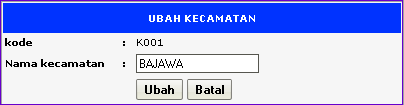 UBAH KECAMATAN
kode : K001
Nama kecamatan : BAJAWA
Ubah Batal